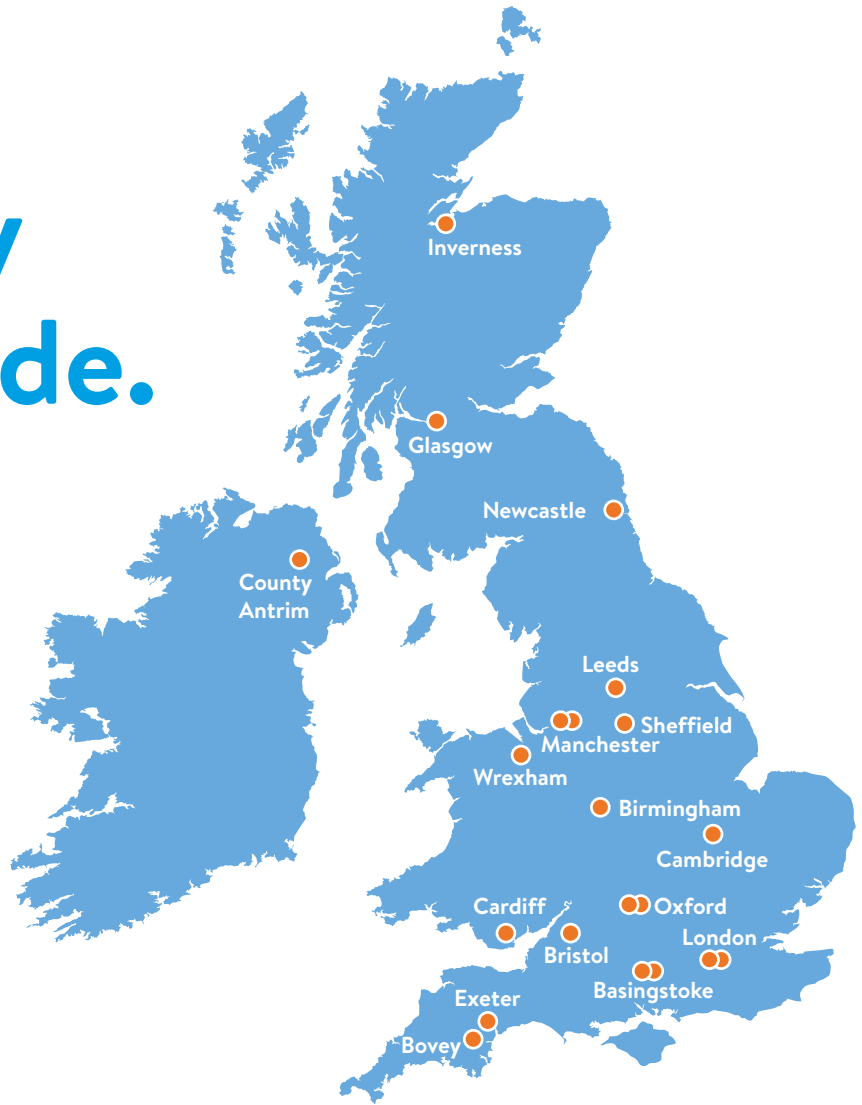 y
de.
Inverness
Glasgow
Newcastle
County
Antrim
Leeds
Sheffield
Manchester
Wrexham
Birmingham
Cambridge
Cardiff
Oxford
London
Bristol
Basingstoke
Exeter
Bovey